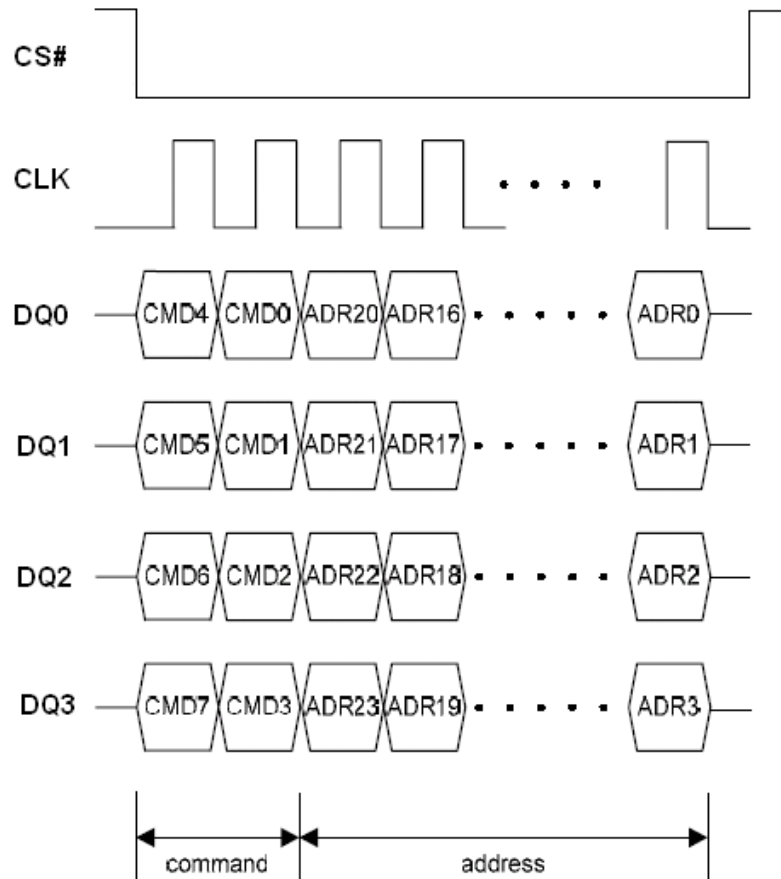 CS#
CLK
DQ0 CMD4 CMD0 ADR20 ADR16 ADR0
DQ1 CMD5 CMD1 ADR21 ADR17 ADR1
DQ2 CMD6 CMD2 ADR22 ADR18 ADR2
DQ3 CMD7 CMD3 ADR23 ADR19 ADR3
command address